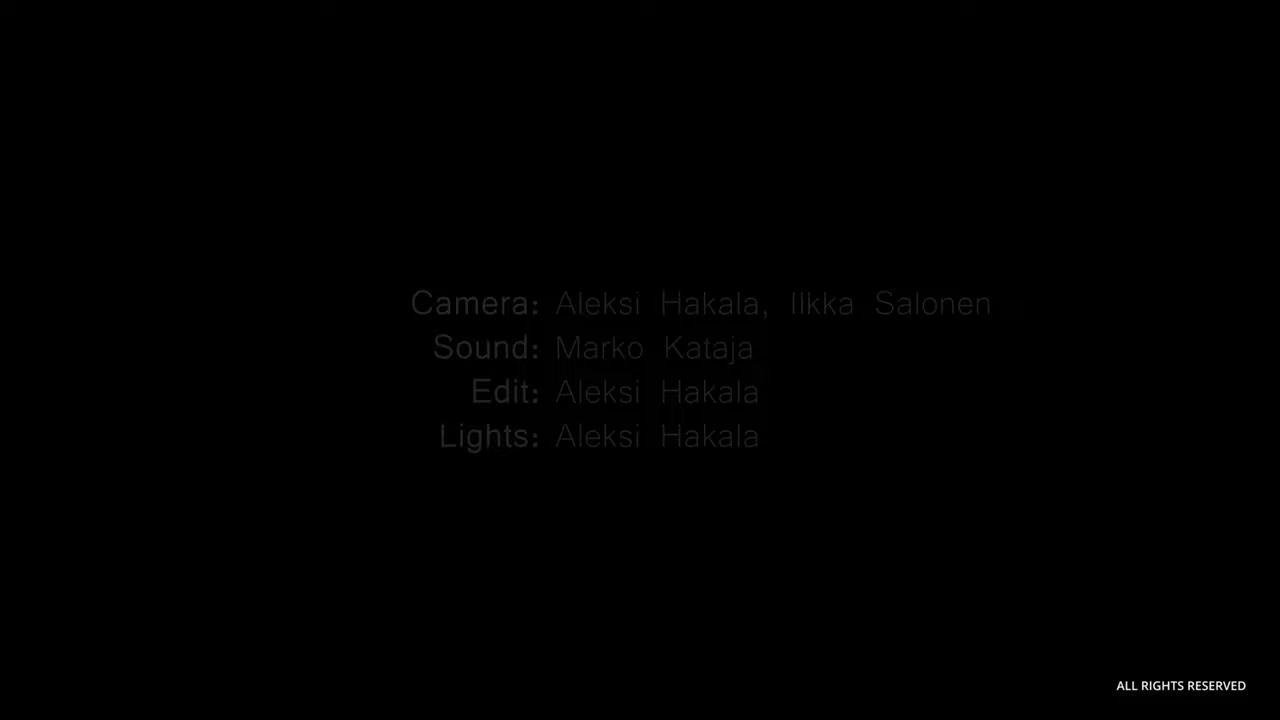 Camera: Aleksi Hakala, Ilkka Salonen
Sound: Marko Kataja
Edit: Aleksi Hakala
Lights: Aleksi Hakala
ALL RIGHTS RESERVED